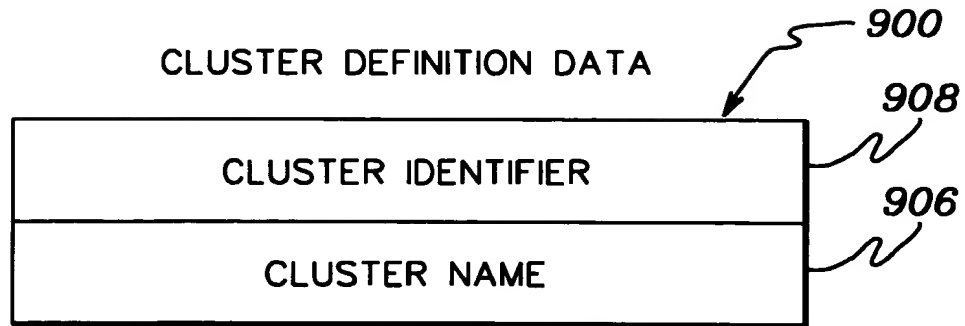 900
CLUSTER DEFINITION DATA
908
CLUSTER IDENTIFIER
906
CLUSTER NAME